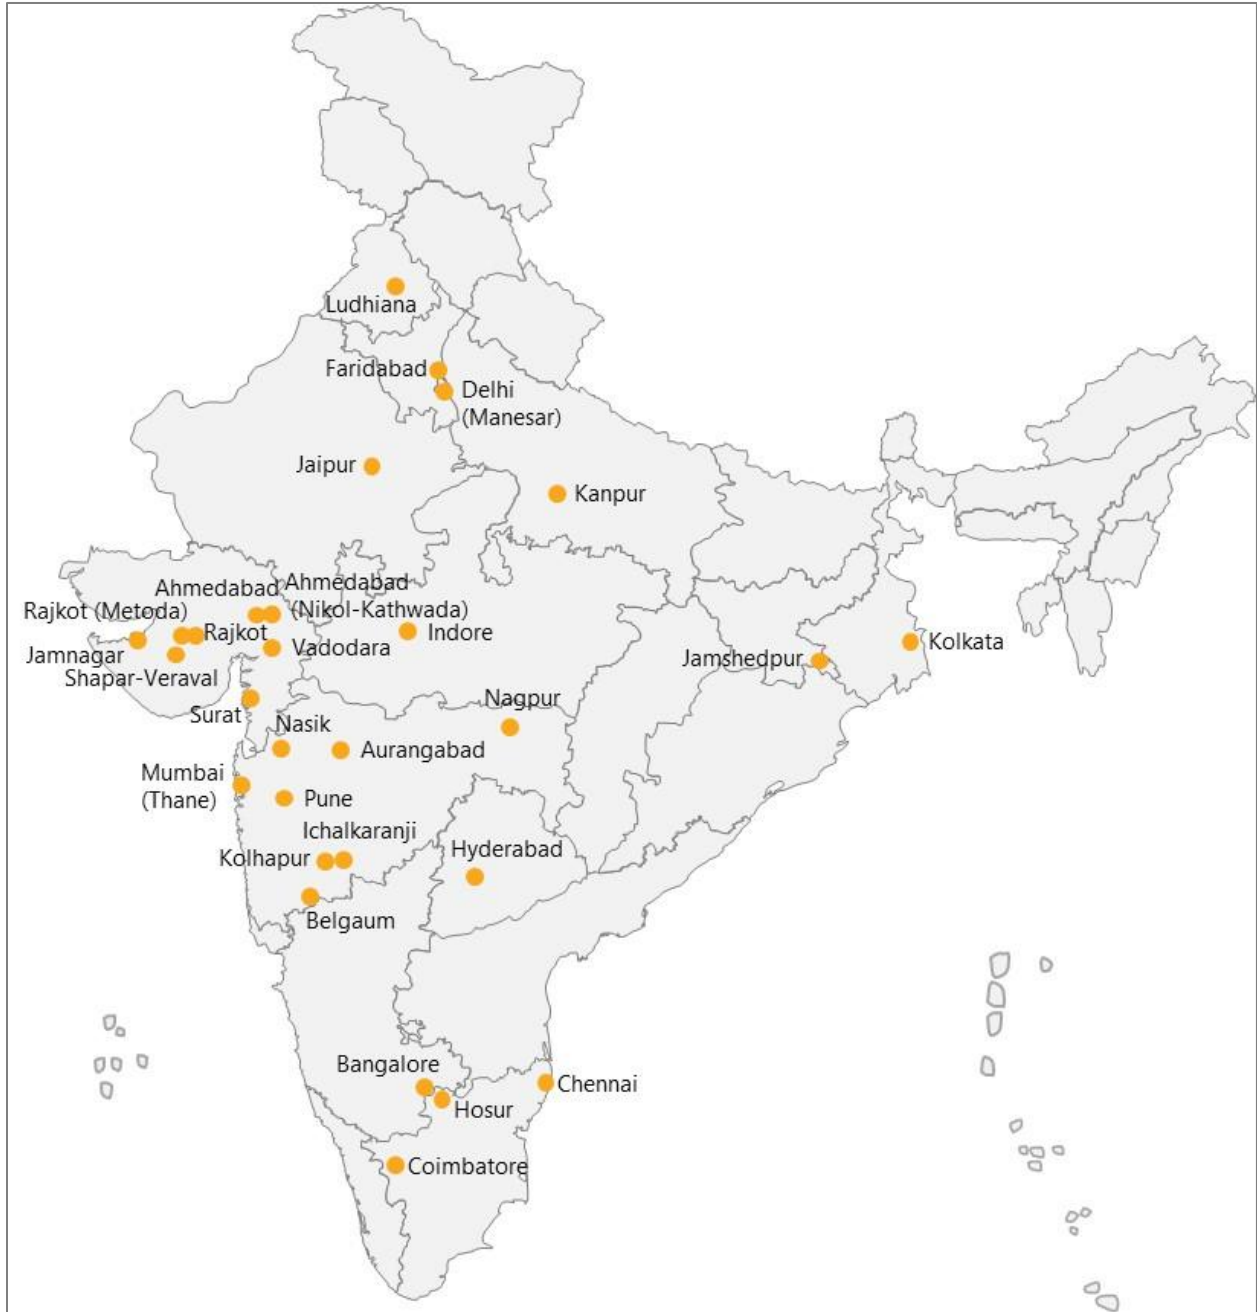 Ludhiana
Faridabad
Delhi
(Manesar)
Jaipur
Kanpur
Ahmedabad
Ahmedabad
(Nikol-Kathwada)
Rajkot (Metoda)
Rajkot
Indore
Jamnagar
Vadodara
Shapar-Veraval
Kolkata
Jamshedpur
Surat
Nagpur
Nasik
Aurangabad
Mumbai
(Thane)
Pune
Ichalkaranji
Kolhapur
Hyderabad
Belgaum
Bangalore
Chennai
Hosur
Coimbatore